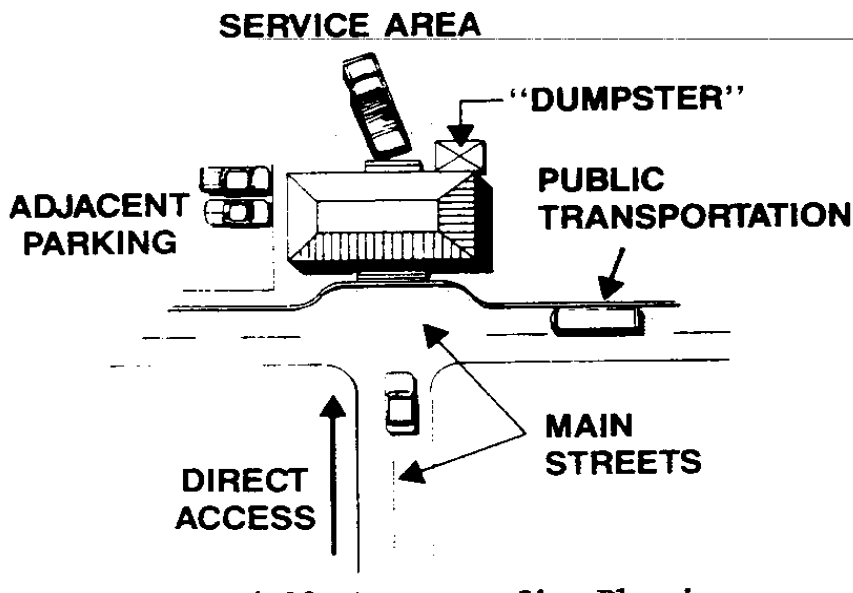 SERVICE AREA
"DUMPSTER"
PUBLIC
TRANSPORTATION
ADJACENT
PARKING
MAIN
STREETS
DIRECT
ACCESS